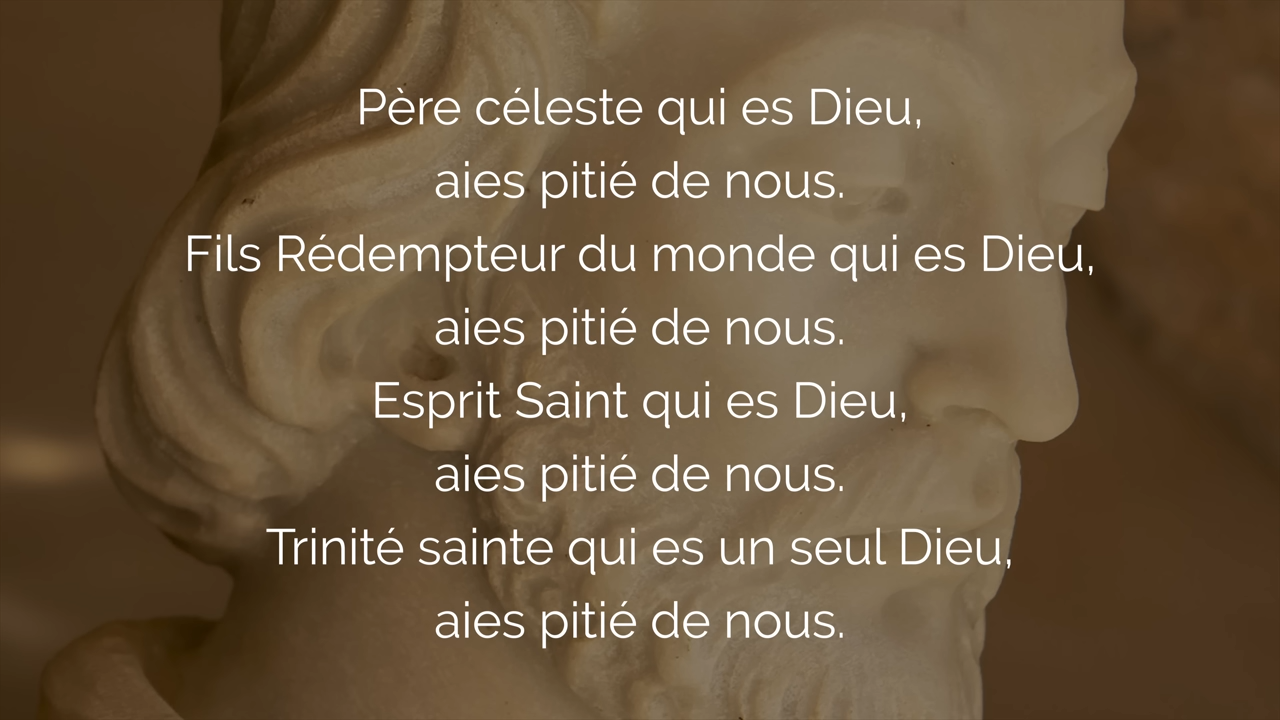 Père céleste qui es Dieu,
aies pitié de nous.
Fils Rédempteur du monde qui es Dieu,
aies pitié de nous.
Esprit Saint qui es Dieu,
aies pitié de nous.
Trinité sainte qui es un seul Dieu,
aies pitié de nous.